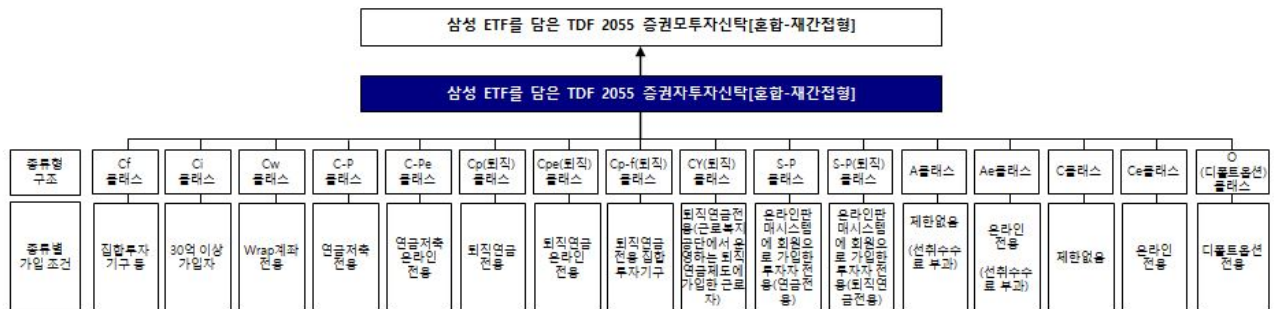 삼성 ETF를 담은 TDF 2055 증권모투자신탁[혼합-재간접형]
삼성 ETF를 담은 TDF 2055 증권자투자신탁[혼합-재간접형]
종류형
구조
Cf
클래스
Ci
클래스
Cw
클래스
C-P
클래스
C-Pe
클래스
Cp(퇴직)
클래스
Cpe(퇴직)
클래스
Cp-f(퇴직)
클래스
CY(퇴직)
클래스
S-P
클래스
S-P(퇴직)
클래스
A클래스
Ae클래스
C클래스
Ce클래스
O
(디폴트옵션)
클래스
종류별
가입 조건
집합투자
기구 등
30억 이상
가입자
Wrap계좌
전용
연금저축
전용
연금저축
온라인
전용
퇴직연금
전용
퇴직연금
온라인
전용
퇴직연금
전용 집합
투자기구
퇴직연금전
용(근로복지
공단에서 운
영하는 퇴직
연금제도에
가입한 근로
자)
온라인판
매시스템
에 회원으
로 가입한
투자자 전
용(연금전
용)
온라인판
매시스템
에 회원으
로 가입한
투자자 전
용(퇴직연
금전용)
제한없음
(선취수수
료 부과)
온라인
전용
(선취수수
료 부과)
제한없음
온라인
전용
디폴트옵션
전용